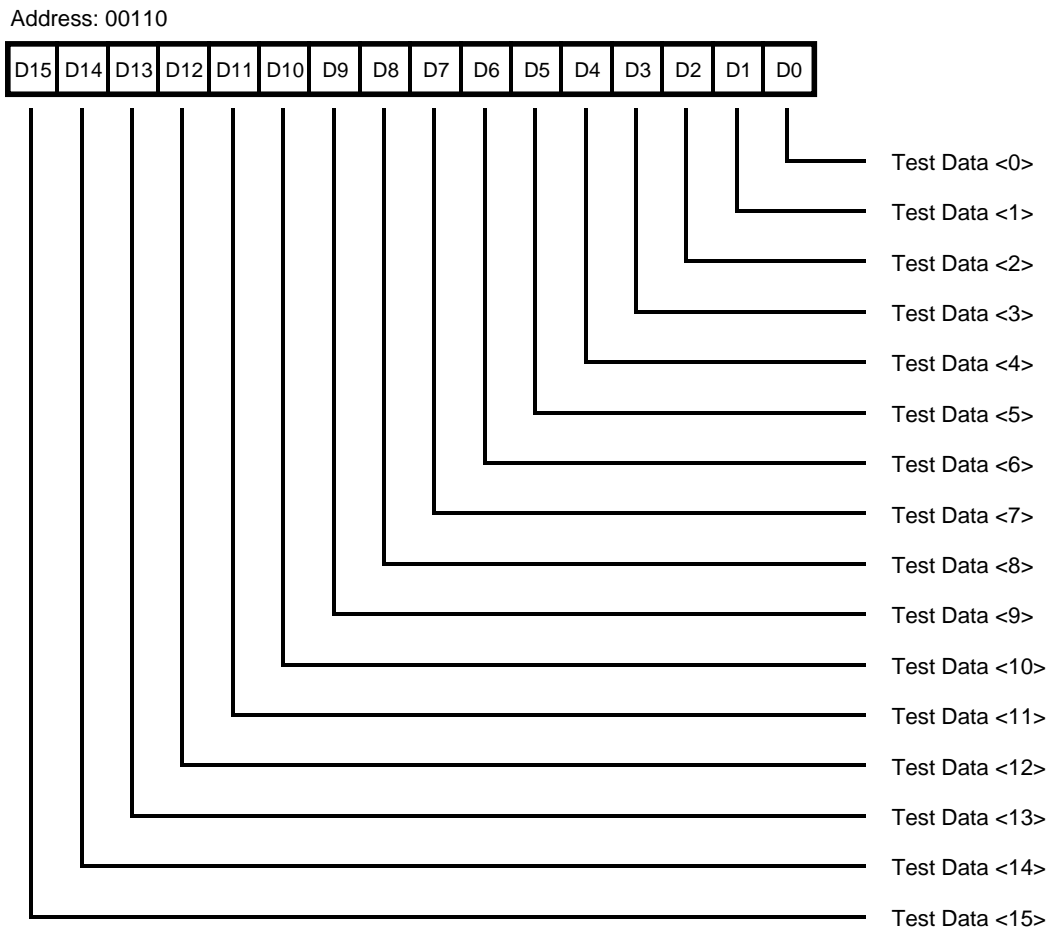 Address: 00110
D15 D14 D13 D12 D11 D10 D9 D8 D7 D6 D5 D4 D3 D2 D1 D0
Test Data <0>
Test Data <1>
Test Data <2>
Test Data <3>
Test Data <4>
Test Data <5>
Test Data <6>
Test Data <7>
Test Data <8>
Test Data <9>
Test Data <10>
Test Data <11>
Test Data <12>
Test Data <13>
Test Data <14>
Test Data <15>